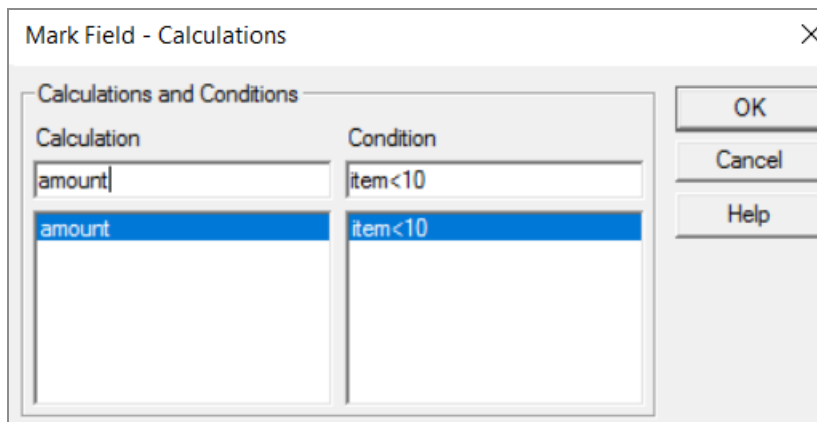 Mark Field - Calculations
Calculations and Conditions
Calculation Condition
amount item<10
amount item<10
OK
Cancel
Help